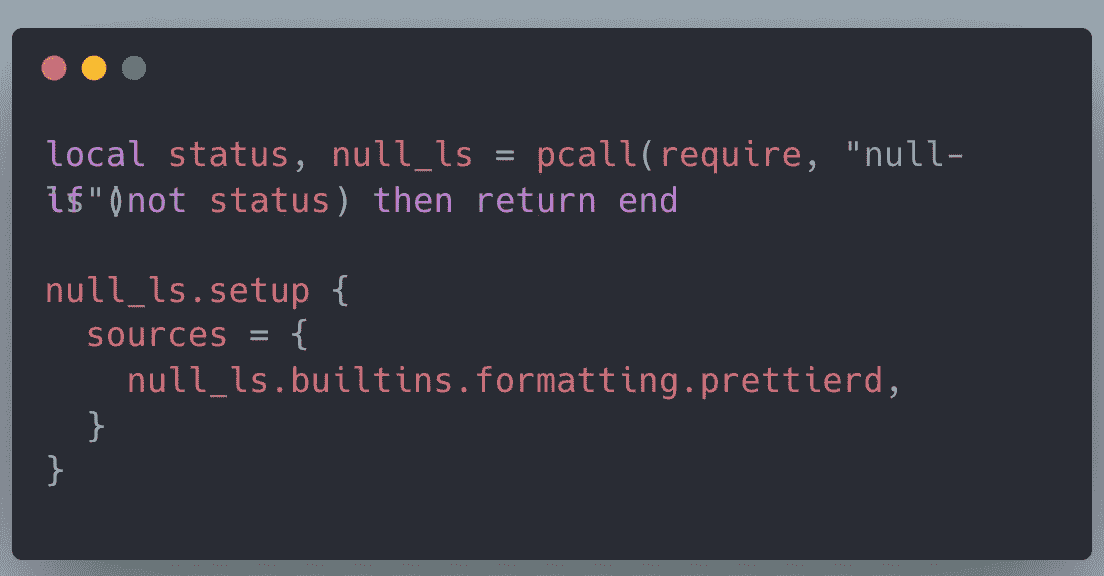 local status, null_ls = pcall(require, "null-
ls")
if (not status) then return end

null_ls.setup {
  sources = {
    null_ls.builtins.formatting.prettierd,
  }
}